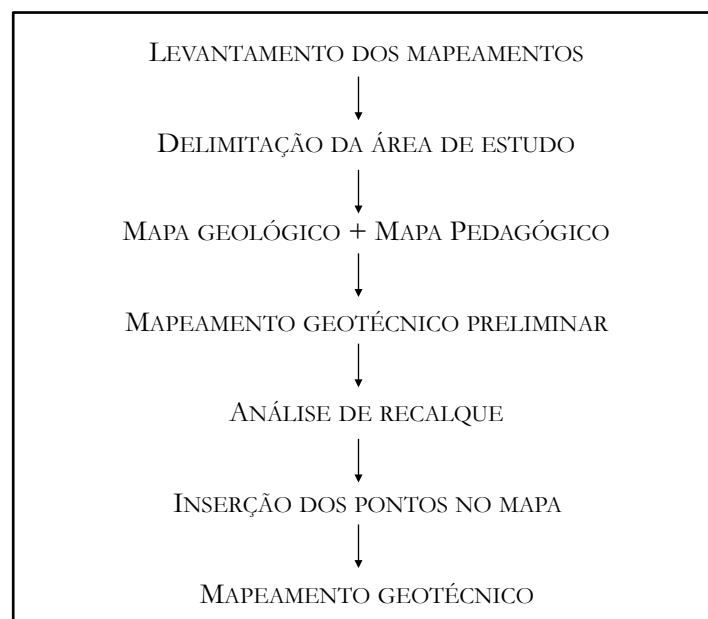 LEVANTAMENTO DOS MAPEAMENTOS
DELIMITAÇÃO DA ÁREA DE ESTUDO
MAPA GEOLÓGICO + MAPA PEDAGÓGICO
MAPEAMENTO GEOTÉCNICO PRELIMINAR
ANÁLISE DE RECALQUE
INSERÇÃO DOS PONTOS NO MAPA
MAPEAMENTO GEOTÉCNICO